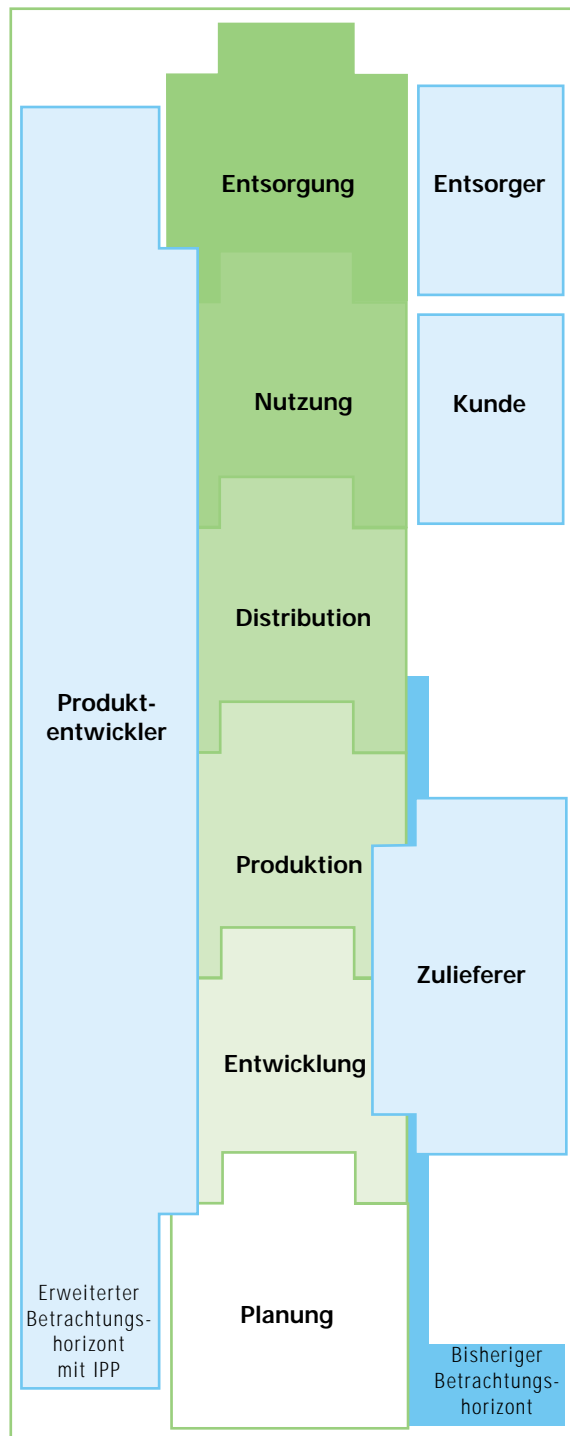 Entsorgung
Entsorger
Nutzung
Kunde
Distribution
Produkt-
entwickler
Produktion
Zulieferer
Entwicklung
Planung
Erweiterter
Betrachtungs-
horizont
mit IPP
Bisheriger
Betrachtungs-
horizont